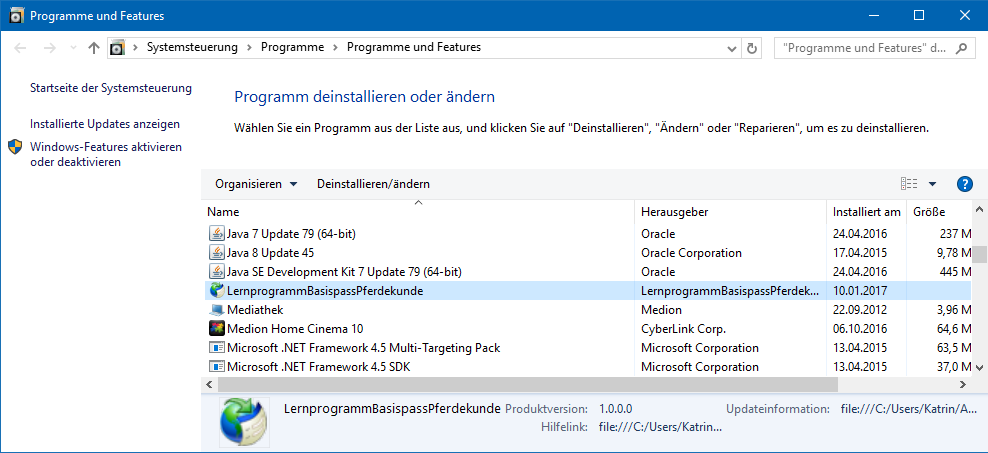 Programme und Features
Systemsteuerung > Programme > Programme und Features
"Programme und Features" d...
Startseite der Systemsteuerung
Installierte Updates anzeigen
Windows-Features aktivieren
oder deaktivieren
Programm deinstallieren oder ändern
Wählen Sie ein Programm aus der Liste aus, und klicken Sie auf "Deinstallieren", "Ändern" oder "Reparieren", um es zu deinstallieren.
Organisieren Deinstallieren/ändern ?
Name Herausgeber Installiert am Größe
Java 7 Update 79 (64-bit) Oracle 24.04.2016 237 M
Java 8 Update 45 Oracle Corporation 17.04.2015 9,78 M
Java SE Development Kit 7 Update 79 (64-bit) Oracle 24.04.2016 445 M
LernprogrammBasispassPferdekunde LernprogrammBasispassPferdek... 10.01.2017
Mediathek Medion 22.09.2012 3,96 M
Medion Home Cinema 10 CyberLink Corp. 06.10.2016 64,6 M
Microsoft .NET Framework 4.5 Multi-Targeting Pack Microsoft Corporation 13.04.2015 63,5 M
Microsoft .NET Framework 4.5 SDK Microsoft Corporation 13.04.2015 37,0 M
LernprogrammBasispassPferdekunde Produktversion: 1.0.0.0 Updateinformation: file:///C:/Users/Katrin/A...
Hilfelink: file:///C:/Users/Katrin...